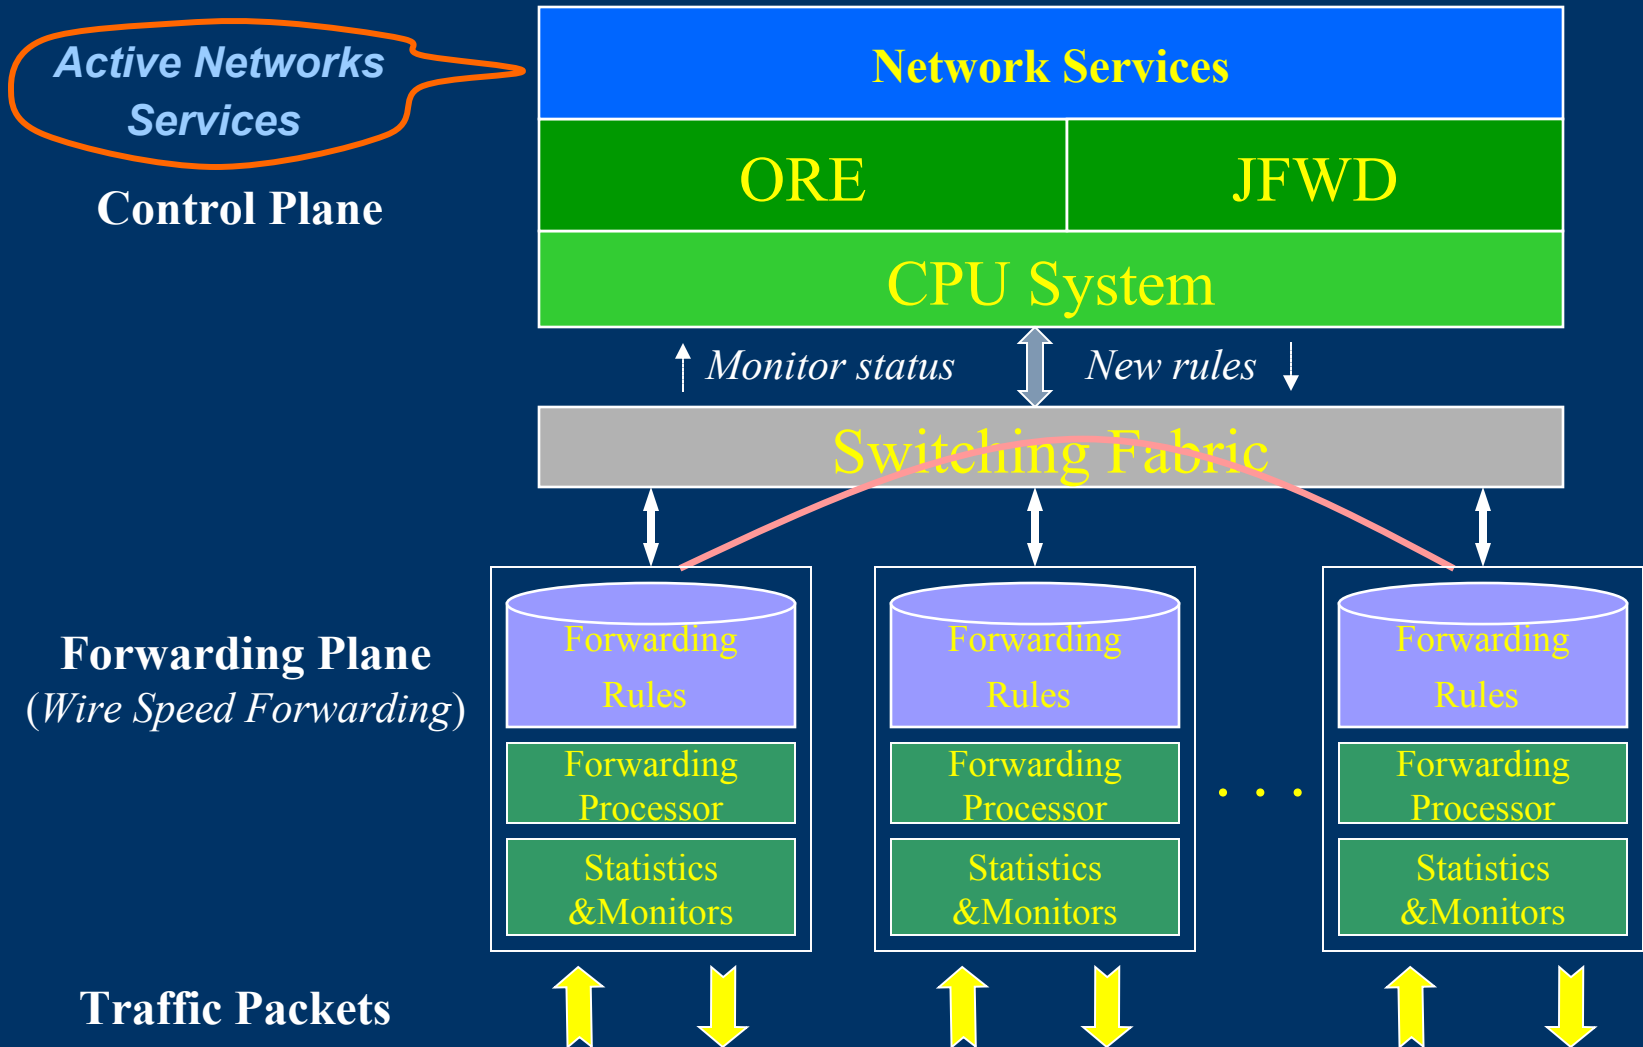 Active Networks
Services
Network Services
ORE
JFWD
Control Plane
CPU System
Monitor status
New rules
Switching Fabric
Forwarding Plane
(Wire Speed Forwarding)
Forwarding
Rules
Forwarding
Processor
Statistics
&Monitors
Forwarding
Rules
Forwarding
Processor
Statistics
&Monitors
. . .
Forwarding
Rules
Forwarding
Processor
Statistics
&Monitors
Traffic Packets